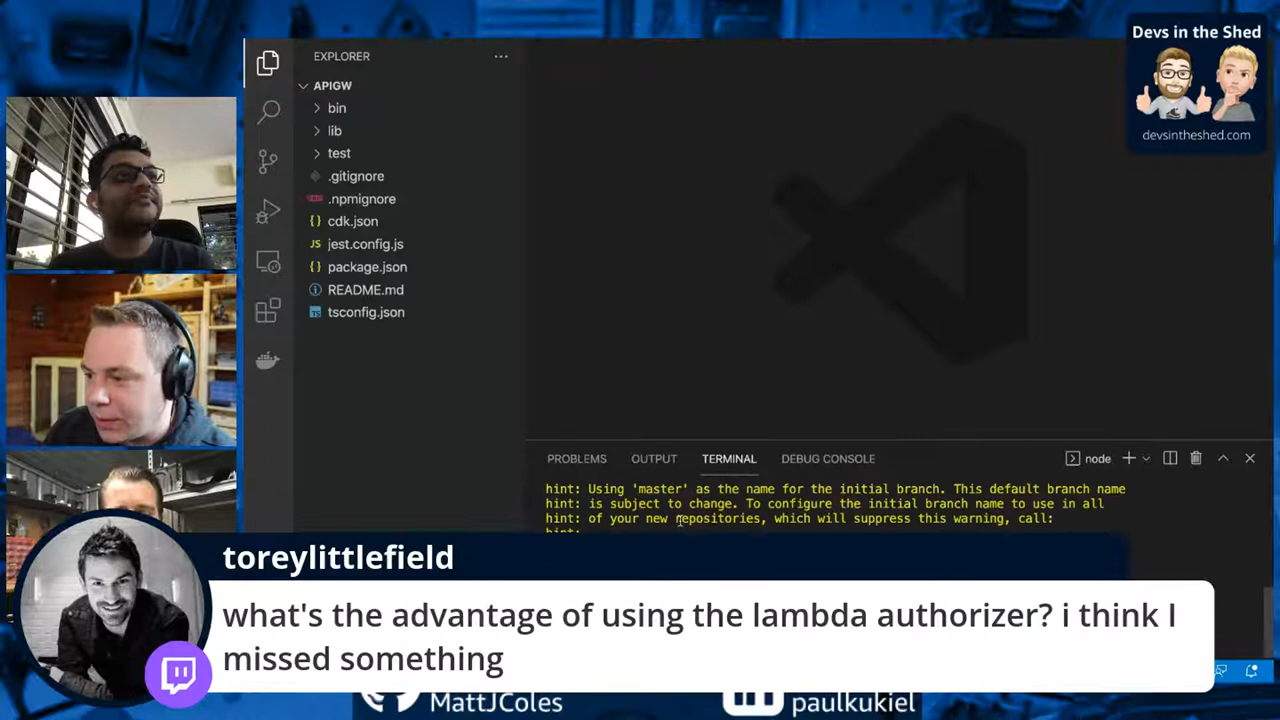 Devs in the Shed
devsintheshed.com
EXPLORER
APIGW
bin
lib
test
.gitignore
.npmignore
cdk.json
jest.config.js
package.json
README.md
tsconfig.json
PROBLEMS OUTPUT TERMINAL DEBUG CONSOLE
node
hint: Using 'master' as the name for the initial branch. This default branch name
hint: is subject to change. To configure the initial branch name to use in all
hint: of your new repositories, which will suppress this warning, call:
hint:
toreylittlefield
what's the advantage of using the lambda authorizer? i think I
missed something
MattJColes
paulkukiel